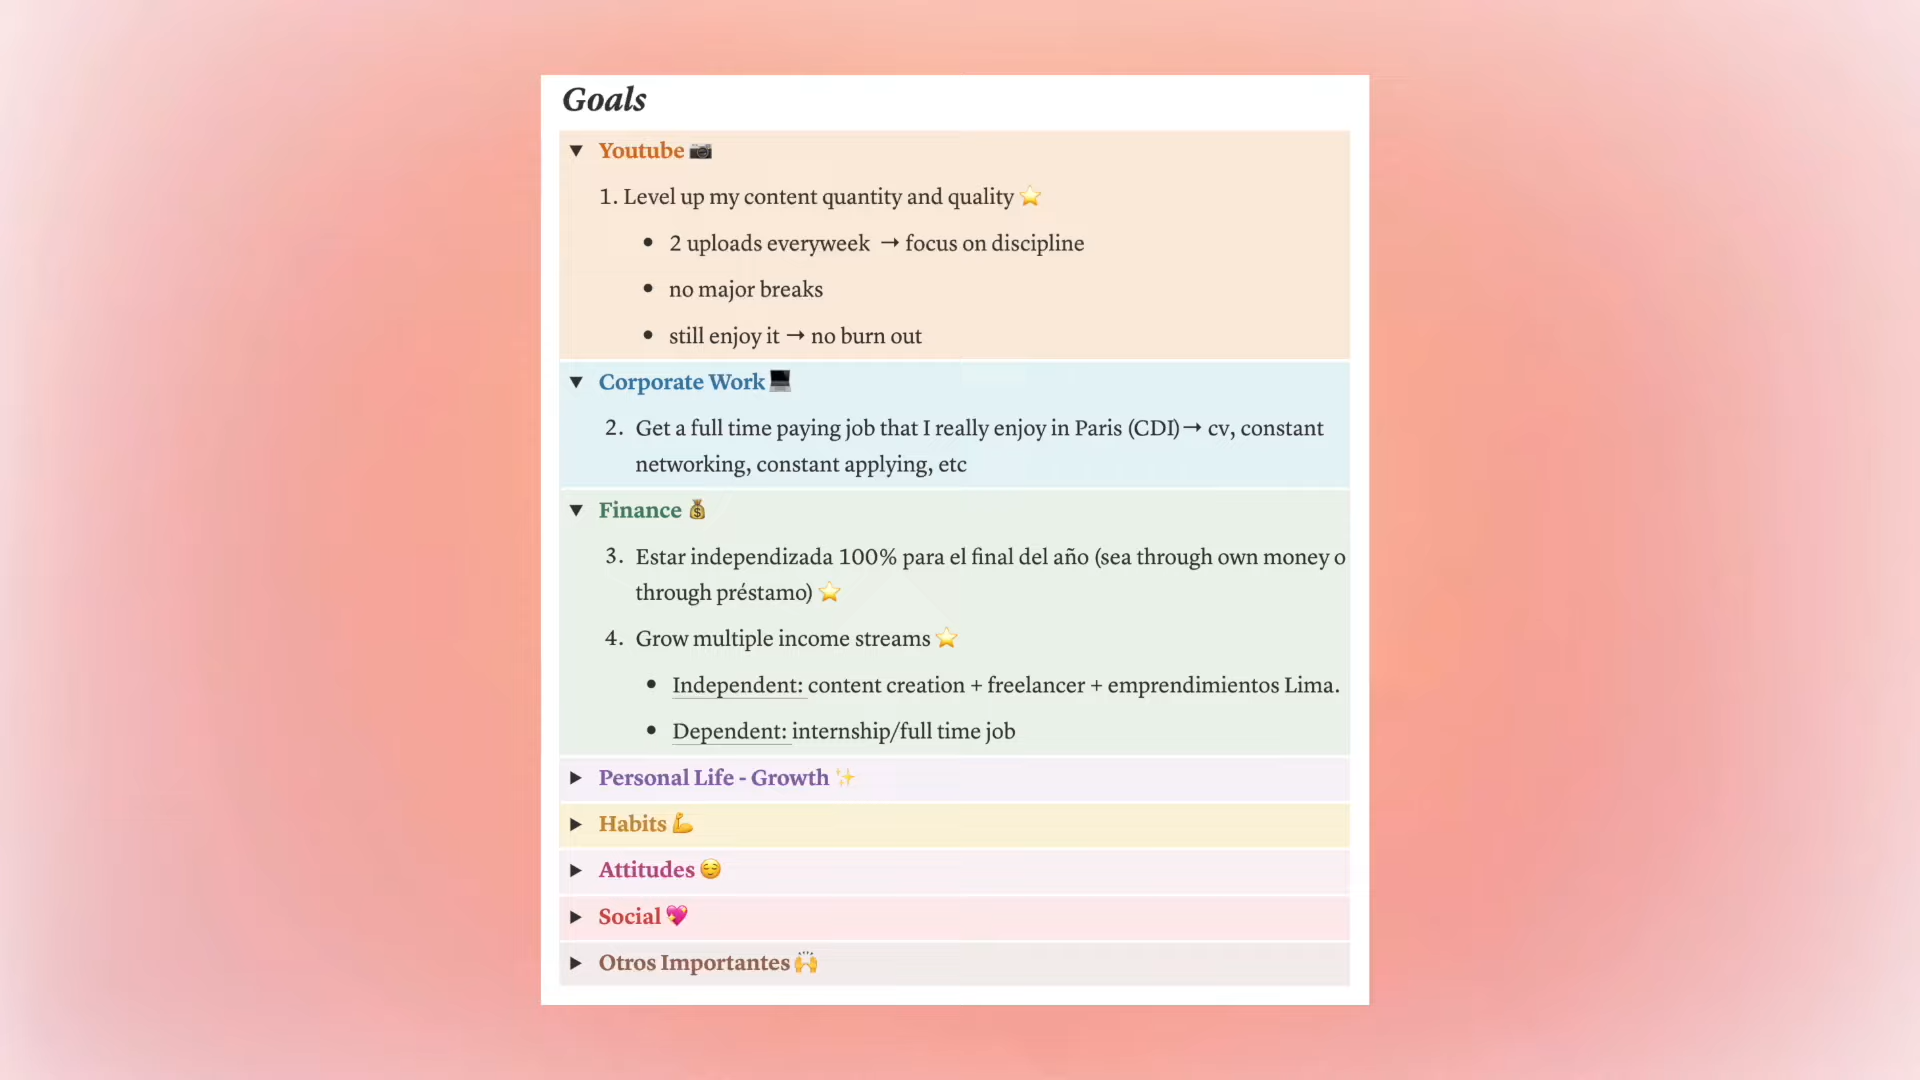 Goals
▼ Youtube 📷
1. Level up my content quantity and quality ⭐
• 2 uploads everyweek → focus on discipline
• no major breaks
• still enjoy it → no burn out
▼ Corporate Work 💻
2. Get a full time paying job that I really enjoy in Paris (CDI)→ cv, constant
networking, constant applying, etc
▼ Finance 💰
3. Estar independizada 100% para el final del año (sea through own money o
through préstamo) ⭐
4. Grow multiple income streams ⭐
• Independent: content creation + freelancer + emprendimientos Lima.
• Dependent: internship/full time job
▶ Personal Life - Growth ✨
▶ Habits 💪
▶ Attitudes 😌
▶ Social 💖
▶ Otros Importantes 🙌